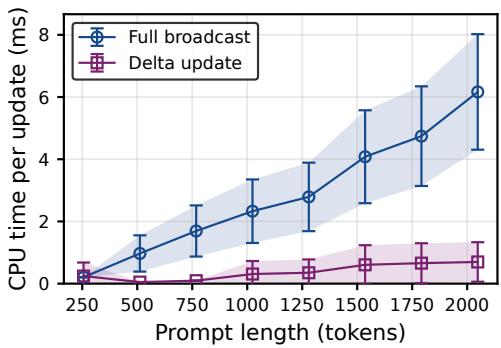 Full broadcast
Delta update
CPU time per update (ms)
8
6
4
2
0
250 500 750 1000 1250 1500 1750 2000
Prompt length (tokens)